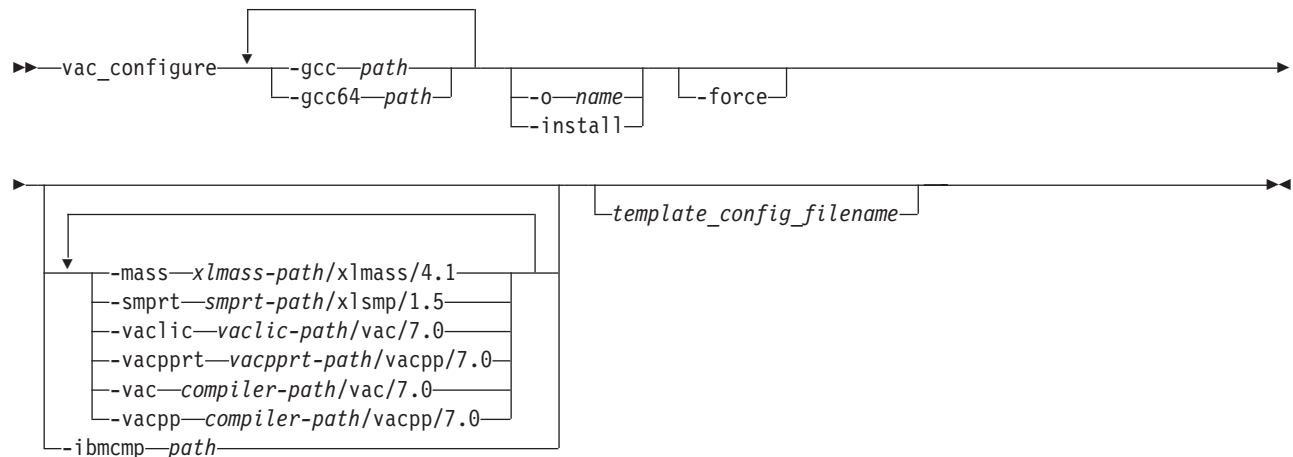 vac_configure -gcc path
-gcc64 path
-o name
-install
-force
-mass xlmass-path/xlmass/4.1
-smprt smprt-path/xlsmp/1.5
-vaclic vaclic-path/vac/7.0
-vacpprt vacpprt-path/vacpp/7.0
-vac compiler-path/vac/7.0
-vacpp compiler-path/vacpp/7.0
-ibmcmp path
template_config_filename